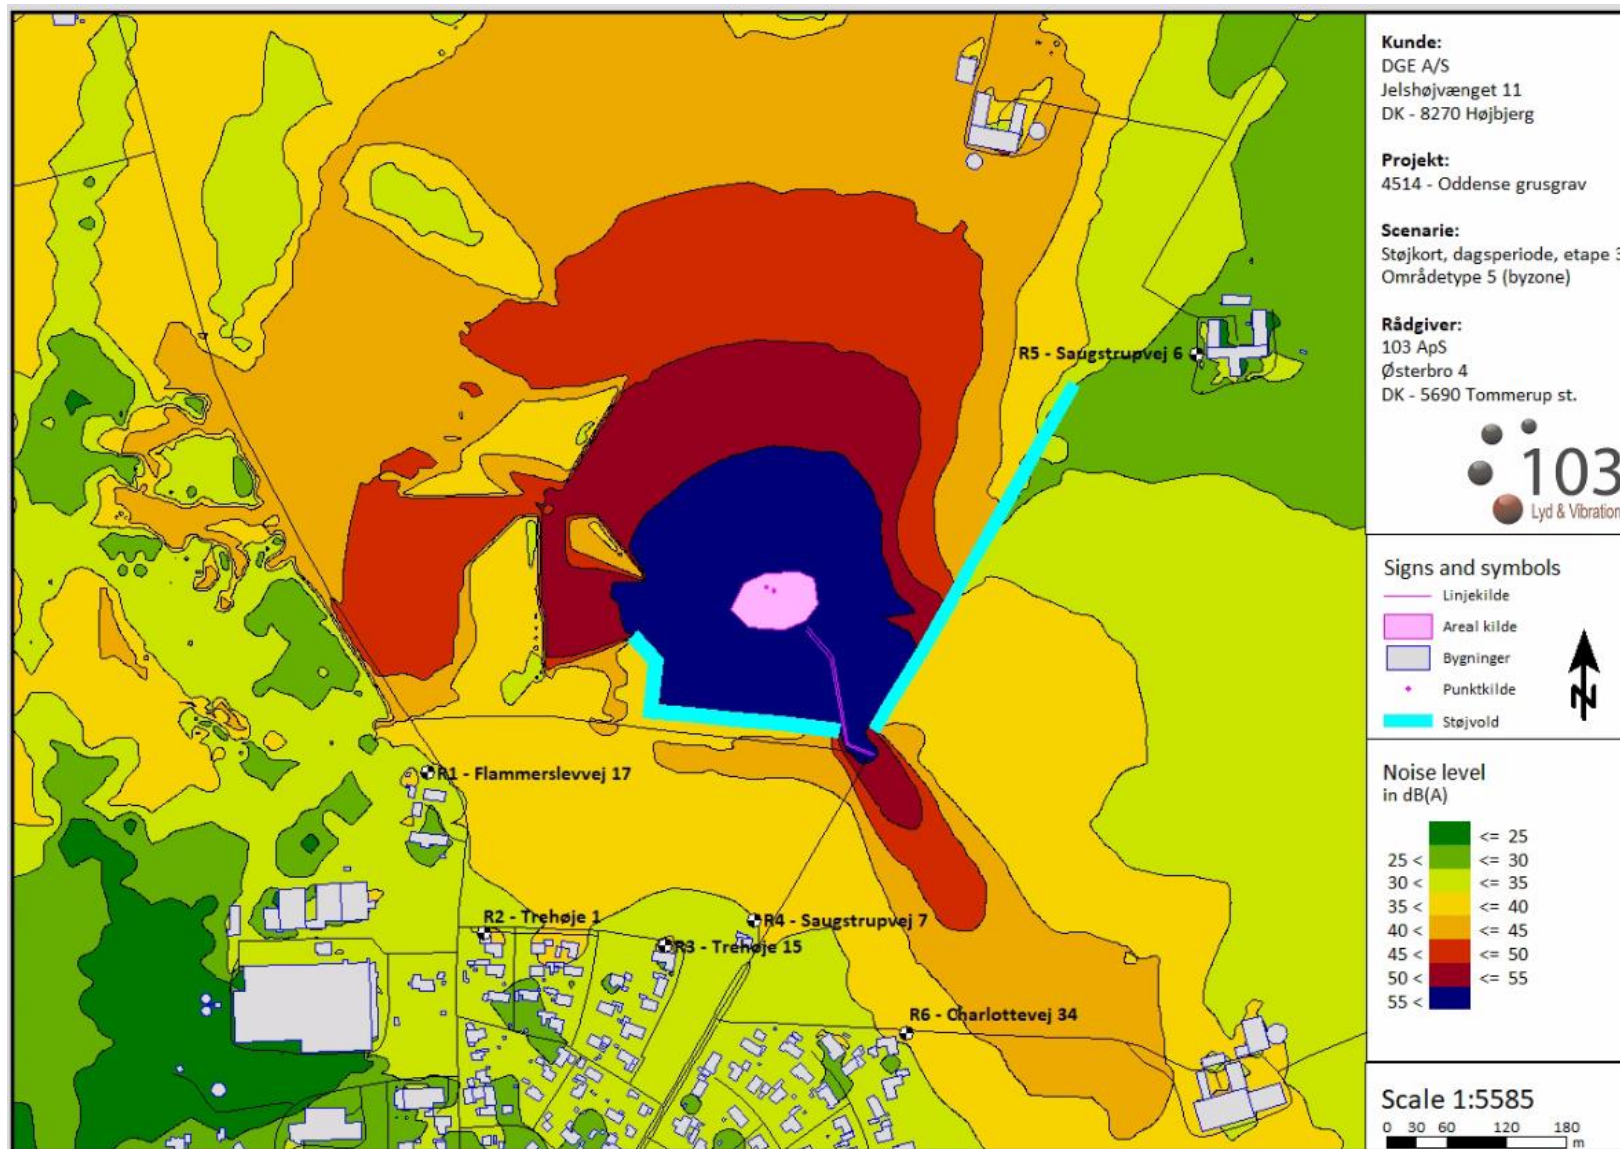 R5 - Saugstrupvej 6
R1 - Flammerslevvej 17
R2 - Trehøje 1
R3 - Trehøje 15
R4 - Saugstrupvej 7
R6 - Charlottevej 34
Kunde:
DGE A/S
Jelshøjvænget 11
DK - 8270 Højbjerg
Projekt:
4514 - Oddense grusgrav
Scenarie:
Støjkort, dagsperiode, etape 3
Områdetype 5 (byzone)
Rådgiver:
103 ApS
Østerbro 4
DK - 5690 Tommerup st.
103
Lyd & Vibration
Signs and symbols
Linjekilde
Areal kilde
Bygninger
Punktkilde
Støjvold
N
Noise level
in dB(A)
<= 25
25 < <= 30
30 < <= 35
35 < <= 40
40 < <= 45
45 < <= 50
50 < <= 55
55 <
Scale 1:5585
0 30 60 120 180
m